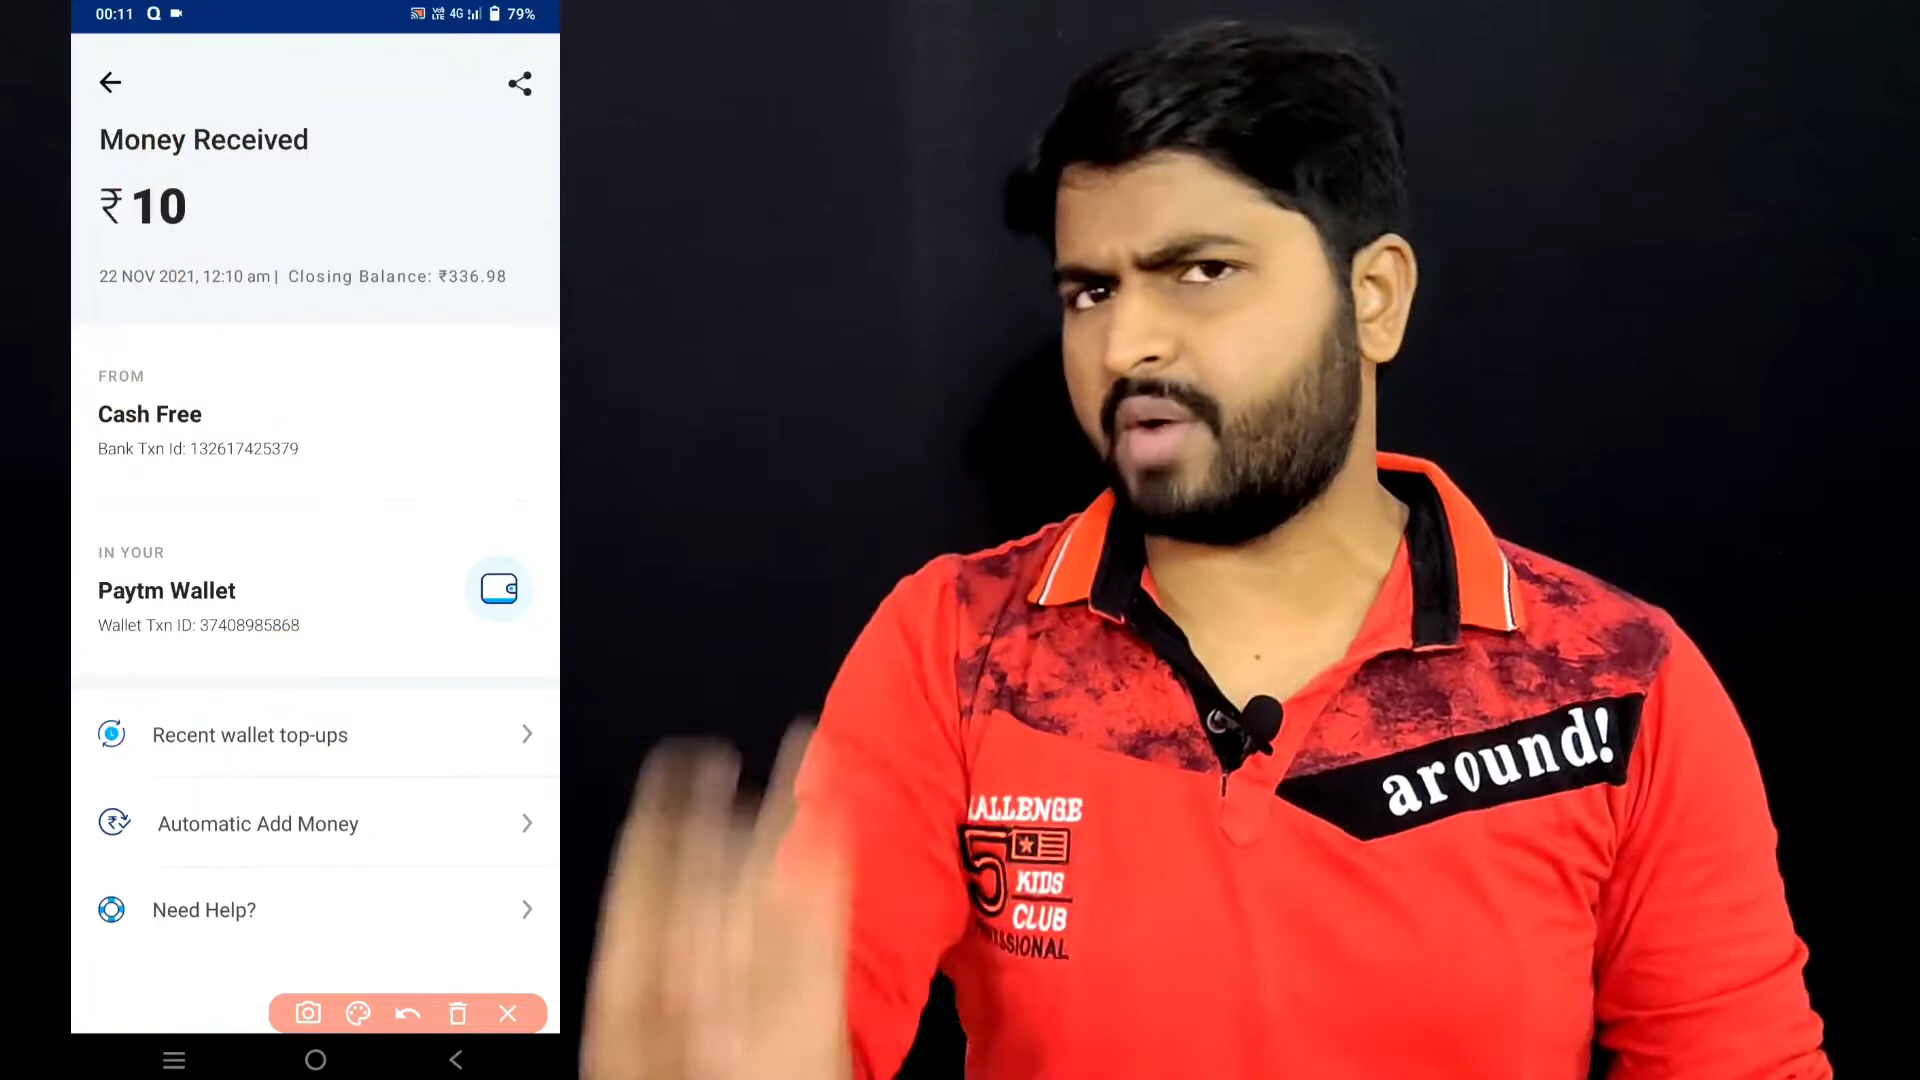 00:11
4G
79%
Money Received
₹10
22 NOV 2021, 12:10 am | Closing Balance: ₹336.98
FROM
Cash Free
Bank Txn Id: 132617425379
IN YOUR
Paytm Wallet
Wallet Txn ID: 37408985868
Recent wallet top-ups
Automatic Add Money
Need Help?
around!
ALLENGE
5
KIDS
CLUB
SSIONAL